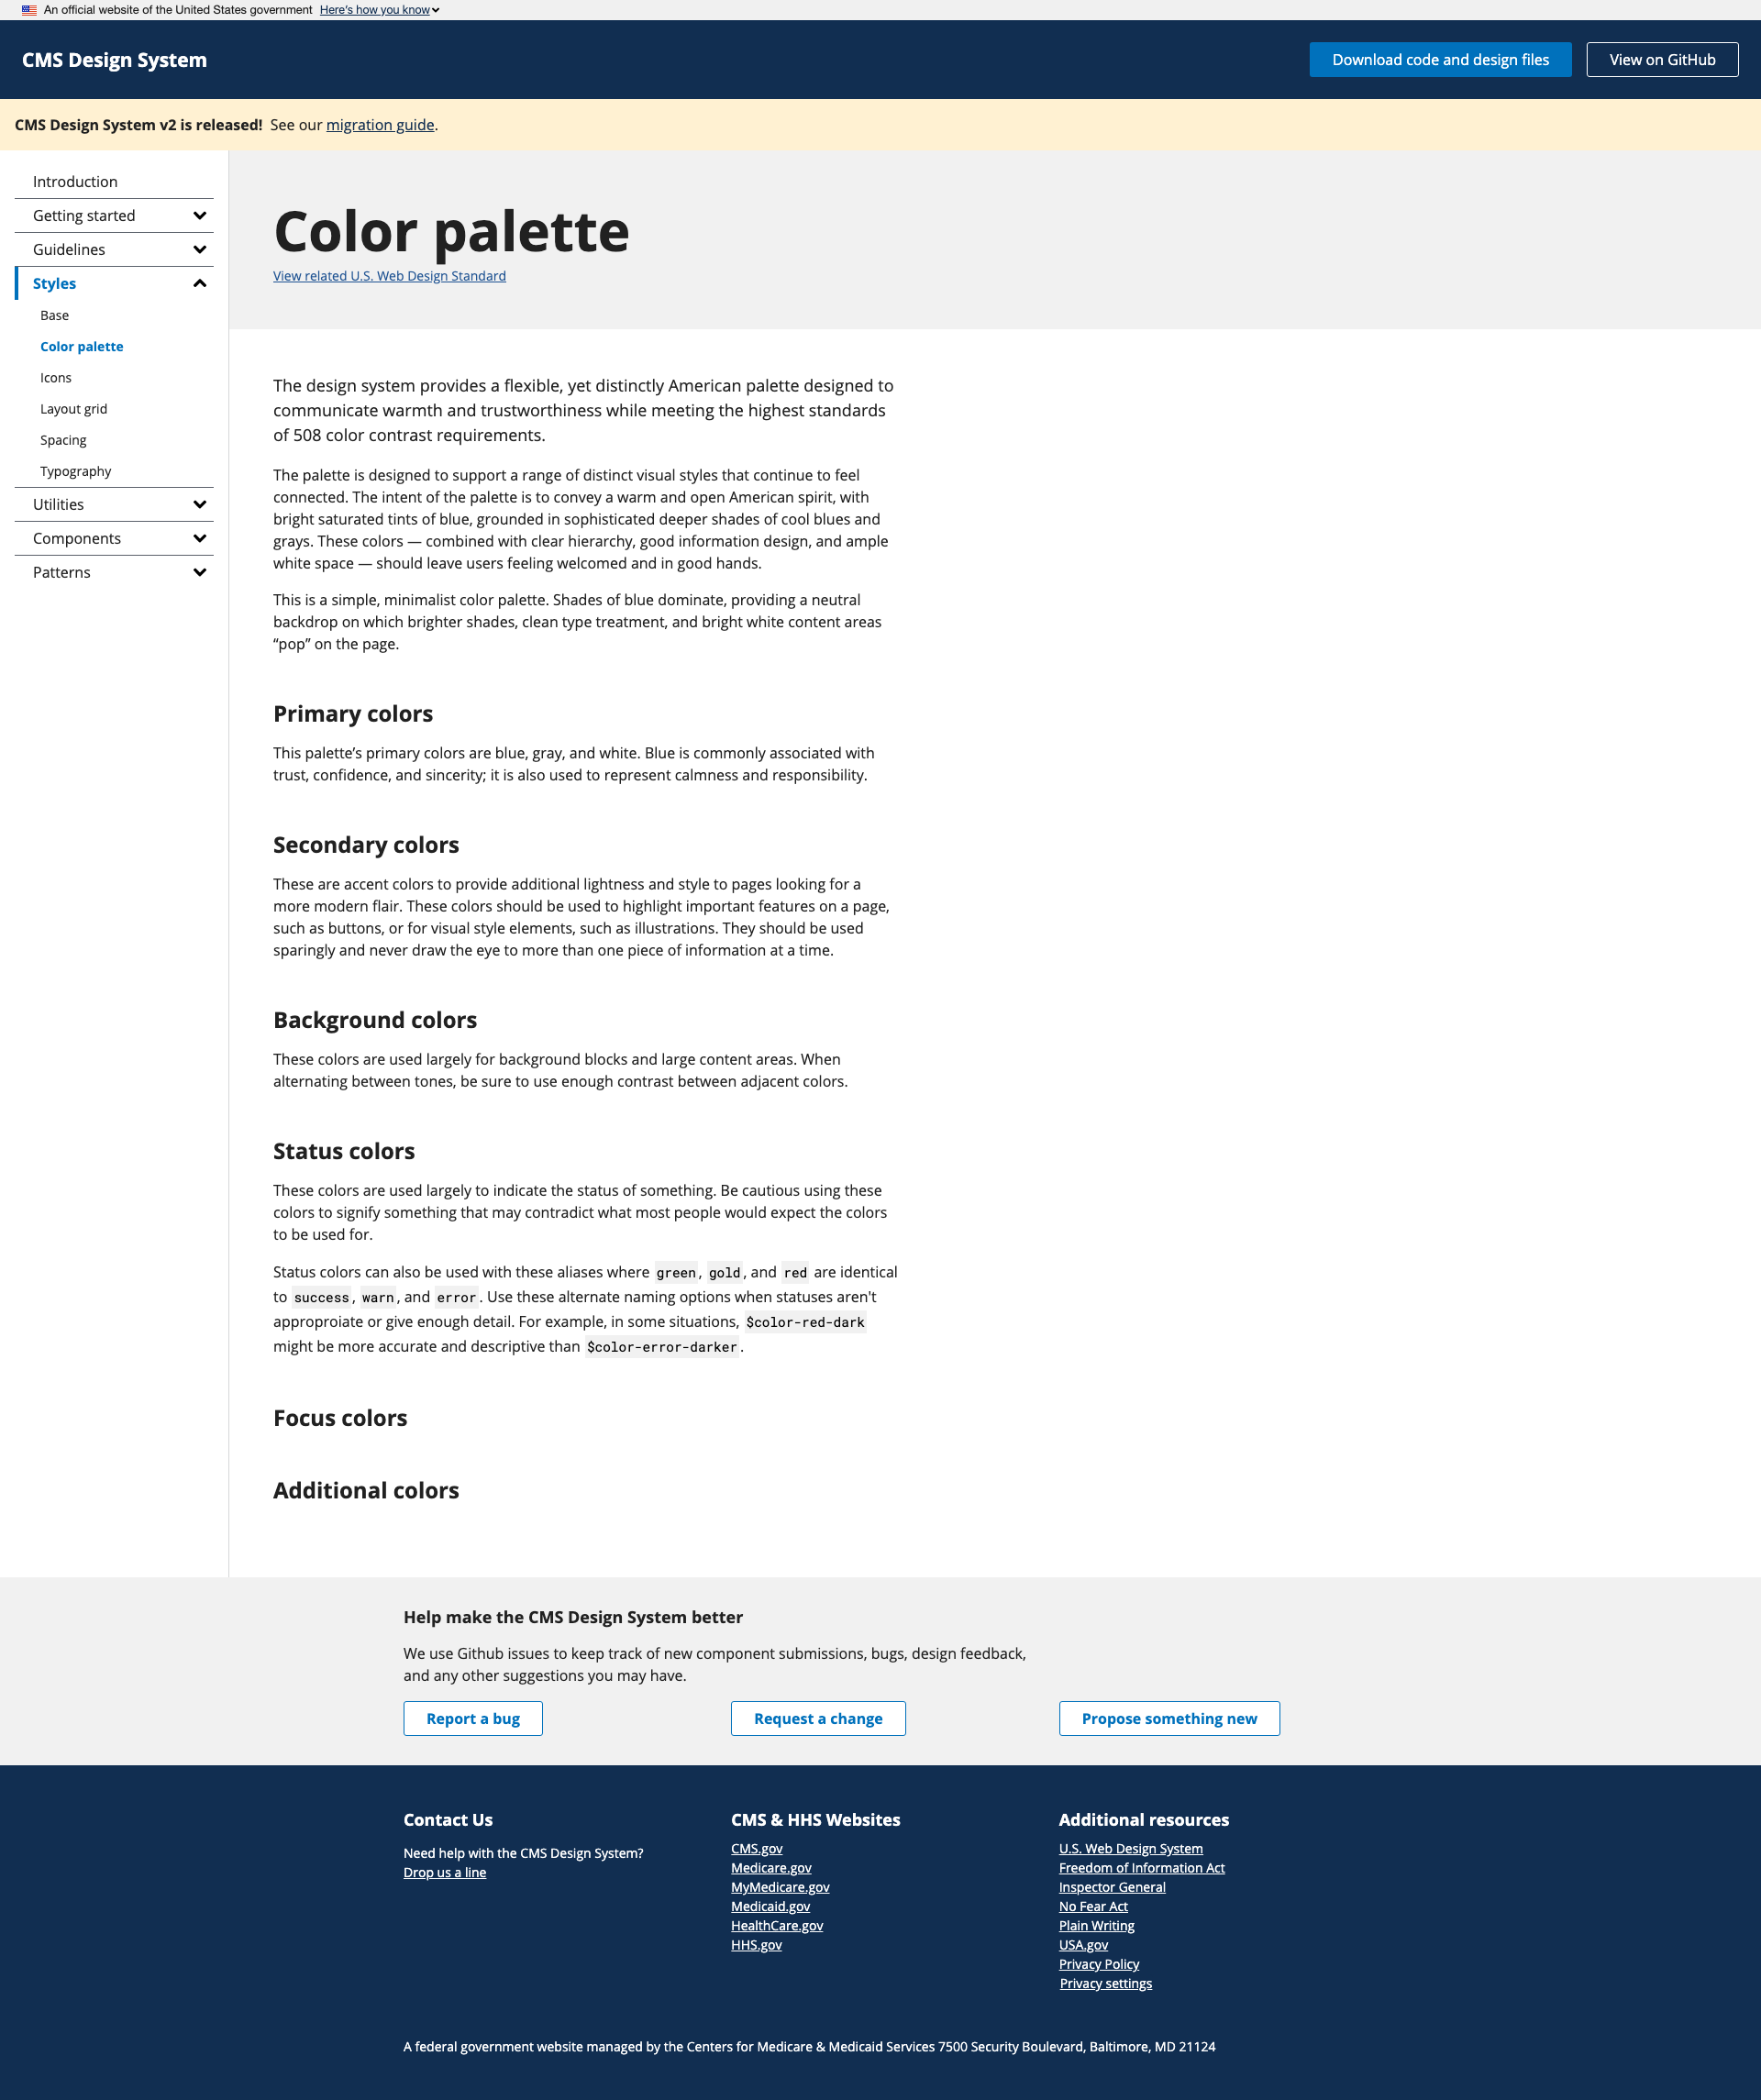 An official website of the United States government Here's how you know
CMS Design System
Download code and design files
View on GitHub
CMS Design System v2 is released! See our migration guide.
Introduction
Getting started
Guidelines
Styles
Base
Color palette
Icons
Layout grid
Spacing
Typography
Utilities
Components
Patterns
Color palette
View related U.S. Web Design Standard
The design system provides a flexible, yet distinctly American palette designed to
communicate warmth and trustworthiness while meeting the highest standards
of 508 color contrast requirements.
The palette is designed to support a range of distinct visual styles that continue to feel
connected. The intent of the palette is to convey a warm and open American spirit, with
bright saturated tints of blue, grounded in sophisticated deeper shades of cool blues and
grays. These colors — combined with clear hierarchy, good information design, and ample
white space — should leave users feeling welcomed and in good hands.
This is a simple, minimalist color palette. Shades of blue dominate, providing a neutral
backdrop on which brighter shades, clean type treatment, and bright white content areas
“pop” on the page.
Primary colors
This palette’s primary colors are blue, gray, and white. Blue is commonly associated with
trust, confidence, and sincerity; it is also used to represent calmness and responsibility.
Secondary colors
These are accent colors to provide additional lightness and style to pages looking for a
more modern flair. These colors should be used to highlight important features on a page,
such as buttons, or for visual style elements, such as illustrations. They should be used
sparingly and never draw the eye to more than one piece of information at a time.
Background colors
These colors are used largely for background blocks and large content areas. When
alternating between tones, be sure to use enough contrast between adjacent colors.
Status colors
These colors are used largely to indicate the status of something. Be cautious using these
colors to signify something that may contradict what most people would expect the colors
to be used for.
Status colors can also be used with these aliases where green, gold, and red are identical
to success, warn, and error. Use these alternate naming options when statuses aren't
approproiate or give enough detail. For example, in some situations, $color-red-dark
might be more accurate and descriptive than $color-error-darker.
Focus colors
Additional colors
Help make the CMS Design System better
We use Github issues to keep track of new component submissions, bugs, design feedback,
and any other suggestions you may have.
Report a bug
Request a change
Propose something new
Contact Us
Need help with the CMS Design System?
Drop us a line
CMS & HHS Websites
CMS.gov
Medicare.gov
MyMedicare.gov
Medicaid.gov
HealthCare.gov
HHS.gov
Additional resources
U.S. Web Design System
Freedom of Information Act
Inspector General
No Fear Act
Plain Writing
USA.gov
Privacy Policy
Privacy settings
A federal government website managed by the Centers for Medicare & Medicaid Services 7500 Security Boulevard, Baltimore, MD 21124